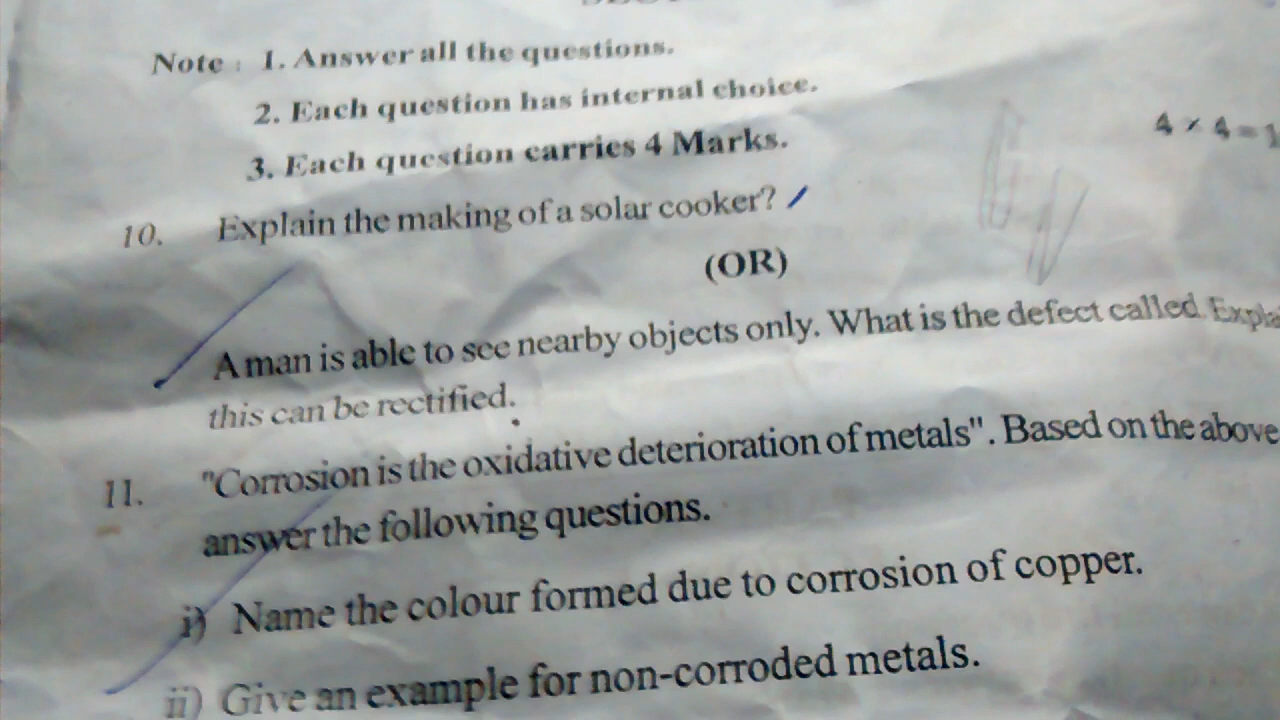 Note : 1. Answer all the questions.
2. Each question has internal choice.
3. Each question carries 4 Marks.
4 × 4 =
10. Explain the making of a solar cooker?
(OR)
A man is able to see nearby objects only. What is the defect called.
this can be rectified.
11. "Corrosion is the oxidative deterioration of metals". Based on the above
answer the following questions.
i) Name the colour formed due to corrosion of copper.
ii) Give an example for non-corroded metals.